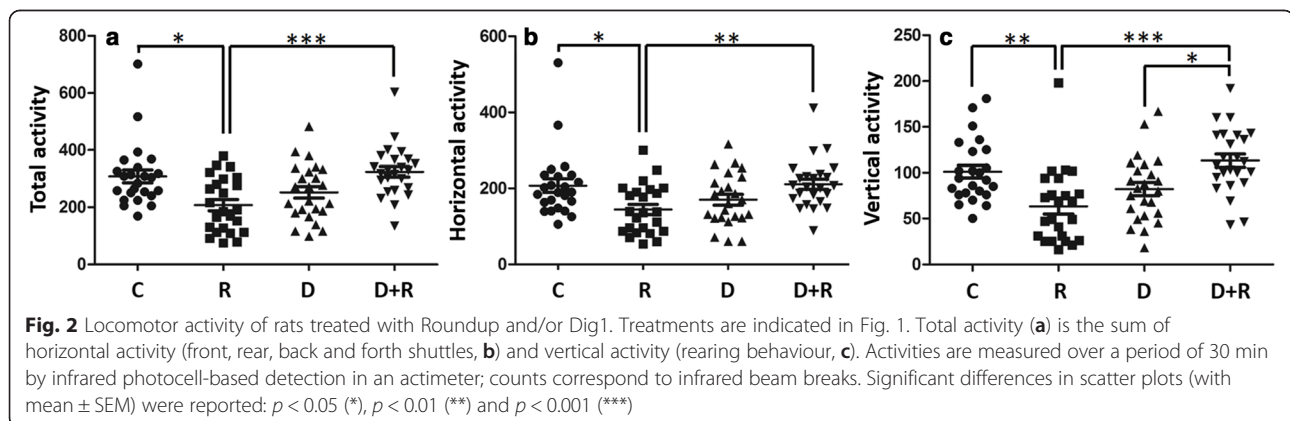 a
*
***
Total activity
800
600
400
200
0
C R D D+R
b
*
**
Horizontal activity
600
400
200
0
C R D D+R
c
**
***
*
Vertical activity
250
200
150
100
50
0
C R D D+R
Fig. 2 Locomotor activity of rats treated with Roundup and/or Dig1. Treatments are indicated in Fig. 1. Total activity (a) is the sum of
horizontal activity (front, rear, back and forth shuttles, b) and vertical activity (rearing behaviour, c). Activities are measured over a period of 30 min
by infrared photocell-based detection in an actimeter; counts correspond to infrared beam breaks. Significant differences in scatter plots (with
mean ± SEM) were reported: p < 0.05 (*), p < 0.01 (**) and p < 0.001 (***)